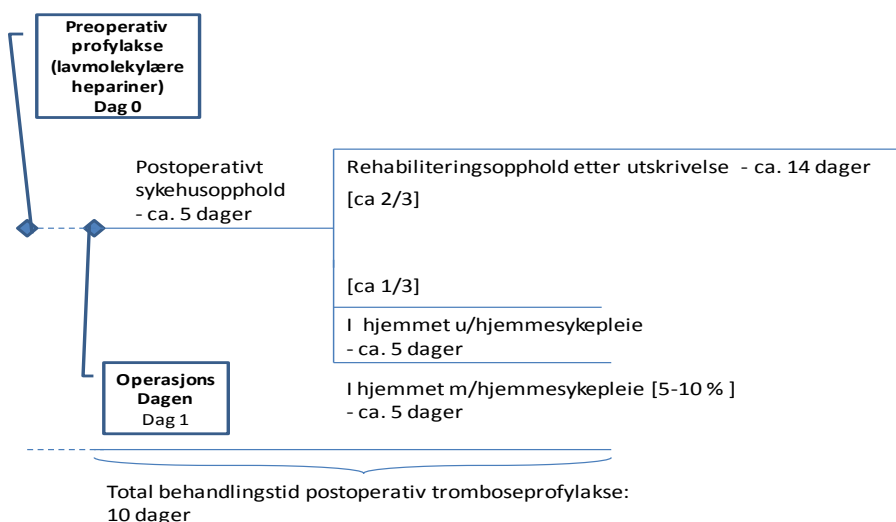 Preoperativ
profylakse
(lavmolekylære
hepariner)
Dag 0
Postoperativt
sykehusopphold
- ca. 5 dager
Rehabiliteringsopphold etter utskrivelse - ca. 14 dager
[ca 2/3]
[ca 1/3]
I hjemmet u/hjemmesykepleie
- ca. 5 dager
Operasjons
Dagen
Dag 1
I hjemmet m/hjemmesykepleie [5-10 % ]
- ca. 5 dager
Total behandlingstid postoperativ tromboseprofylakse:
10 dager